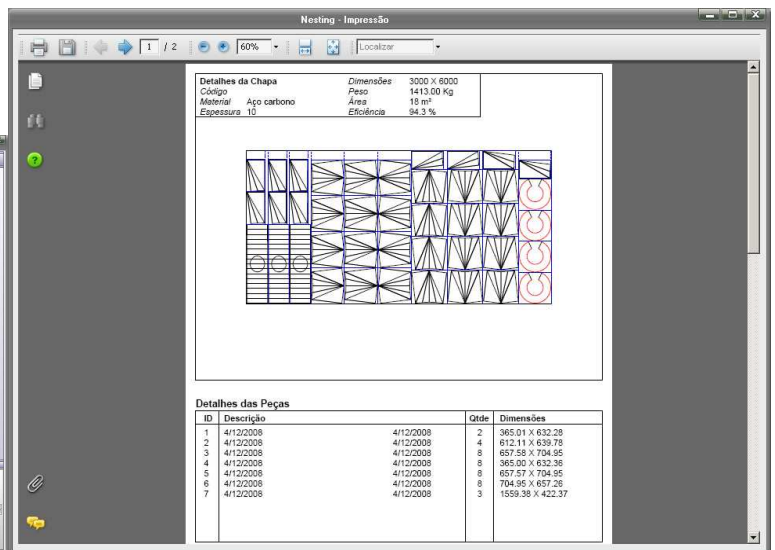 Nesting - Impressão
1 / 2 60% Localizar
Detalhes da Chapa Dimensões 3000 X 6000
Código Peso 1413.00 Kg
Material Aço carbono Área 18 m²
Espessura 10 Eficiência 94.3 %
Detalhes das Peças
ID Descrição Qtde Dimensões
1 4/12/2008 4/12/2008 2 365.01 X 632.28
2 4/12/2008 4/12/2008 4 612.11 X 639.78
3 4/12/2008 4/12/2008 8 657.58 X 704.95
4 4/12/2008 4/12/2008 8 365.00 X 632.36
5 4/12/2008 4/12/2008 8 657.57 X 704.95
6 4/12/2008 4/12/2008 8 704.95 X 657.26
7 4/12/2008 4/12/2008 3 1559.38 X 422.37